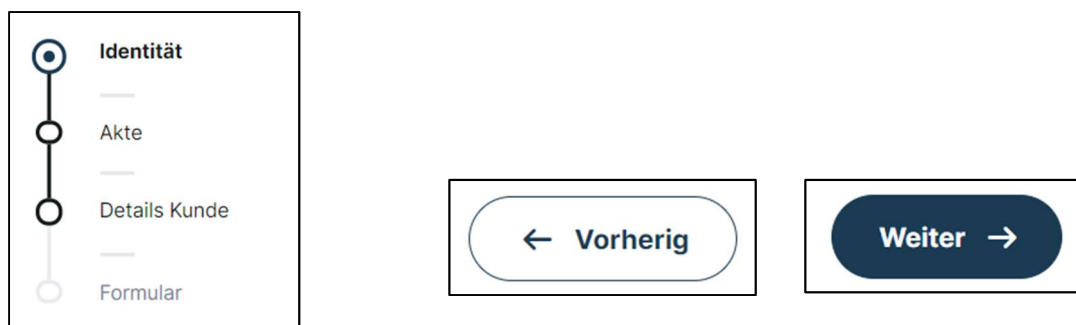 Identität
Akte
Details Kunde
Formular
← Vorherig
Weiter →